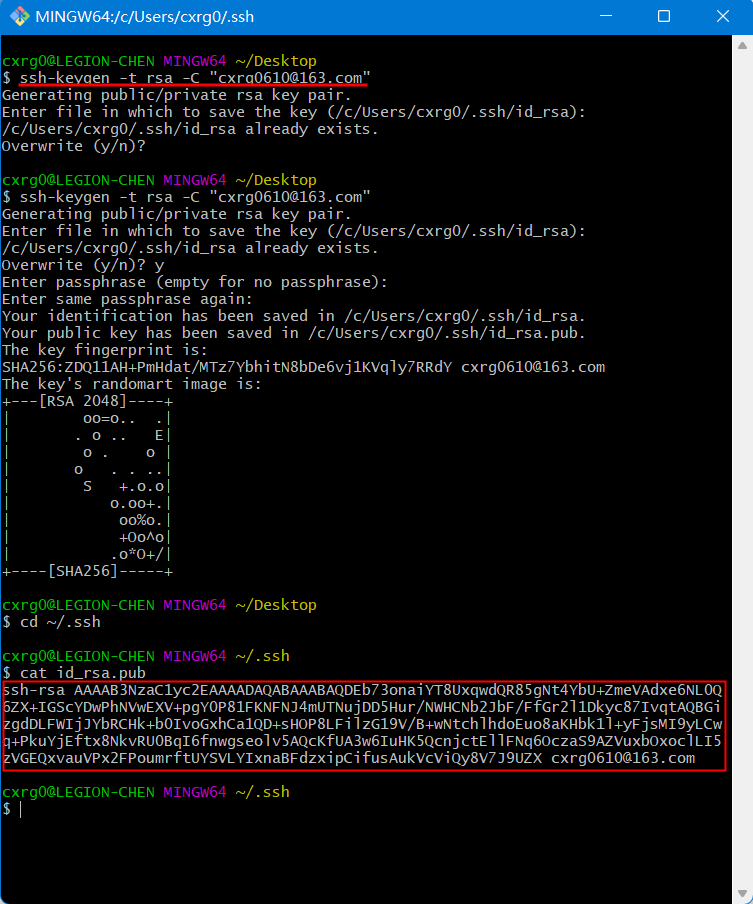 MINGW64:/c/Users/cxrg0/.ssh
cxrg0@LEGION-CHEN MINGW64 ~/Desktop
$ ssh-keygen -t rsa -C "cxrg0610@163.com"
Generating public/private rsa key pair.
Enter file in which to save the key (/c/Users/cxrg0/.ssh/id_rsa):
/c/Users/cxrg0/.ssh/id_rsa already exists.
Overwrite (y/n)?
cxrg0@LEGION-CHEN MINGW64 ~/Desktop
$ ssh-keygen -t rsa -C "cxrg0610@163.com"
Generating public/private rsa key pair.
Enter file in which to save the key (/c/Users/cxrg0/.ssh/id_rsa):
/c/Users/cxrg0/.ssh/id_rsa already exists.
Overwrite (y/n)? y
Enter passphrase (empty for no passphrase):
Enter same passphrase again:
Your identification has been saved in /c/Users/cxrg0/.ssh/id_rsa.
Your public key has been saved in /c/Users/cxrg0/.ssh/id_rsa.pub.
The key fingerprint is:
SHA256:ZDQ11AH+PmHdat/MTz7YbhitN8bDe6vj1KVqly7RRdY cxrg0610@163.com
The key's randomart image is:
+---[RSA 2048]----+
|        oo=o..  .|
|       . o ..   E|
|        o .    o |
|       o   . . ..|
|        S   +.o.o|
|           o.oo+.|
|            oo%o.|
|            +Oo^o|
|           .o*O+/|
+----[SHA256]-----+
cxrg0@LEGION-CHEN MINGW64 ~/Desktop
$ cd ~/.ssh
cxrg0@LEGION-CHEN MINGW64 ~/.ssh
$ cat id_rsa.pub
ssh-rsa AAAAB3NzaC1yc2EAAAADAQABAAABAQDEb73onaiYT8UxqwdQR85gNt4YbU+ZmeVAdxe6NL0Q
6ZX+IGScYDwPhNVwEXV+pgYOP81FKNFNJ4mUTNujDD5Hur/NWHCNb2JbF/FfGr2l1Dkyc87IvqtAQBGi
zgdDLFWIjJYbRCHk+bOIvoGxhCa1QD+sHOP8LFilzG19V/B+wNtchlhdoEuo8aKHbk1l+yFjsMI9yLCw
q+PkuYjEftx8NkvRUOBqI6fnwgseolv5AQcKfUA3w6IuHK5QcnjctEllFNq6OczaS9AZVuxbOxoclLI5
zVGEQxvauVPx2FPoumrftUYSVLYIxnaBFdzxipCifusAukVcViQy8V7J9UZX cxrg0610@163.com
cxrg0@LEGION-CHEN MINGW64 ~/.ssh
$